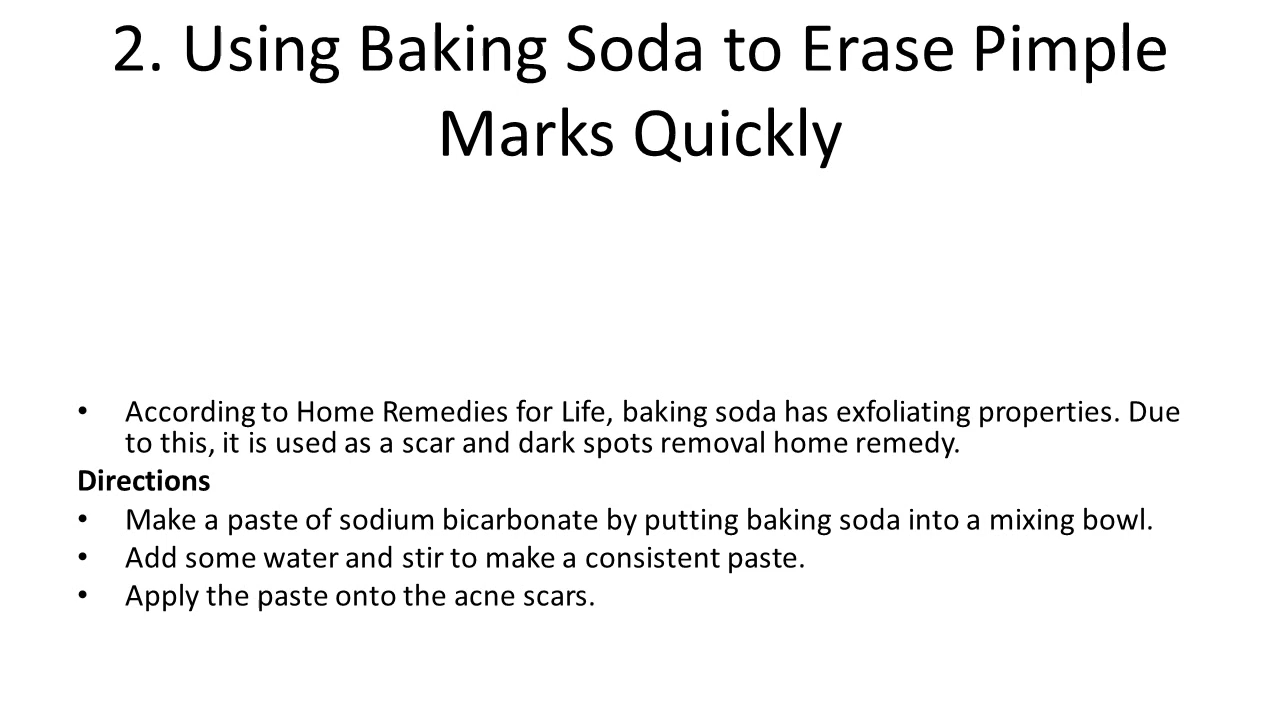 2. Using Baking Soda to Erase Pimple
Marks Quickly
• According to Home Remedies for Life, baking soda has exfoliating properties. Due
to this, it is used as a scar and dark spots removal home remedy.
Directions
• Make a paste of sodium bicarbonate by putting baking soda into a mixing bowl.
• Add some water and stir to make a consistent paste.
• Apply the paste onto the acne scars.